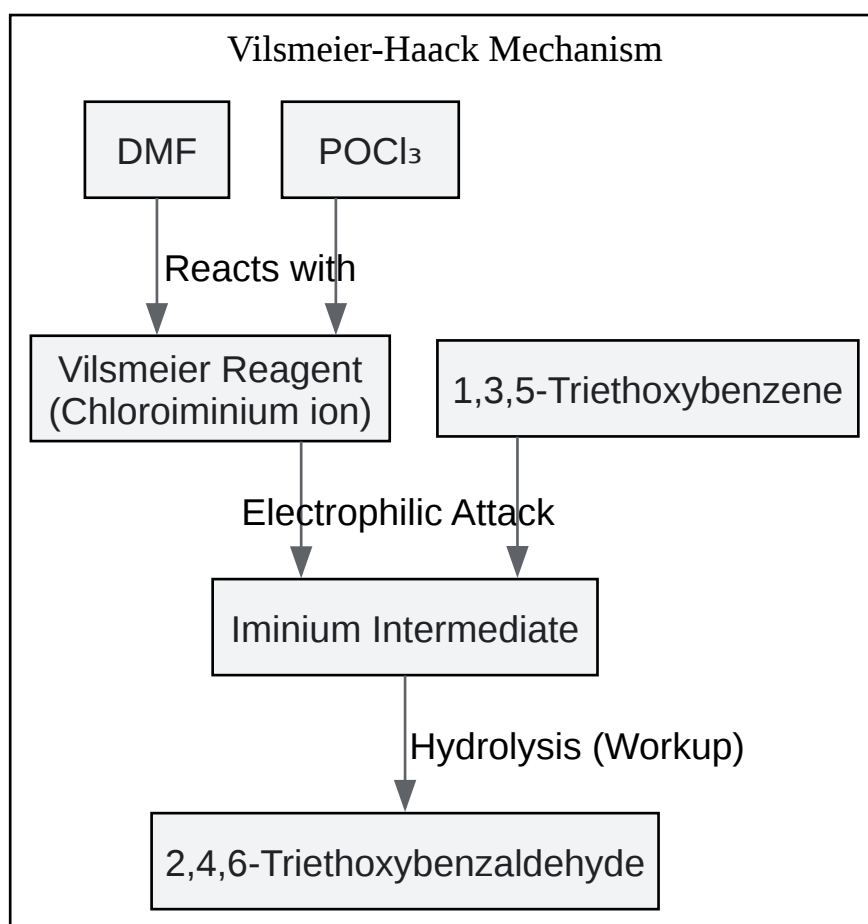 Vilsmeier-Haack Mechanism
DMF
POCl₃
Reacts with
Vilsmeier Reagent
(Chloroiminium ion)
1,3,5-Triethoxybenzene
Electrophilic Attack
Iminium Intermediate
Hydrolysis (Workup)
2,4,6-Triethoxybenzaldehyde